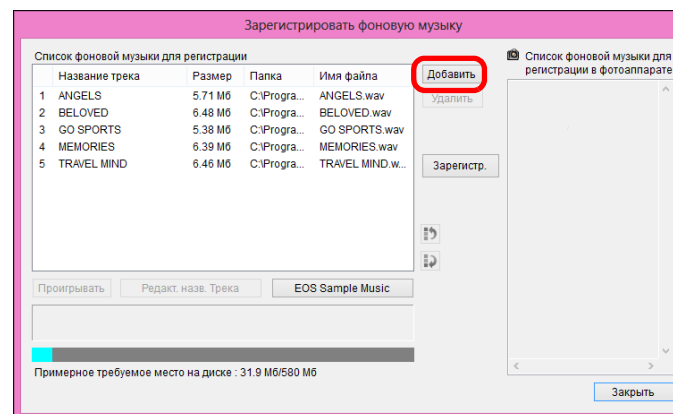 Зарегистрировать фоновую музыку
Список фоновой музыки для регистрации
Название трека Размер Папка Имя файла
1 ANGELS 5.71 Мб C:\Progra... ANGELS.wav
2 BELOVED 6.48 Мб C:\Progra... BELOVED.wav
3 GO SPORTS 5.38 Мб C:\Progra... GO SPORTS.wav
4 MEMORIES 6.39 Мб C:\Progra... MEMORIES.wav
5 TRAVEL MIND 6.46 Мб C:\Progra... TRAVEL MIND.w...
Добавить
Удалить
Зарегистр.
Проигрывать Редакт. назв. Трека EOS Sample Music
Примерное требуемое место на диске : 31.9 Мб/580 Мб
Список фоновой музыки для
регистрации в фотоаппарате
Закрыть